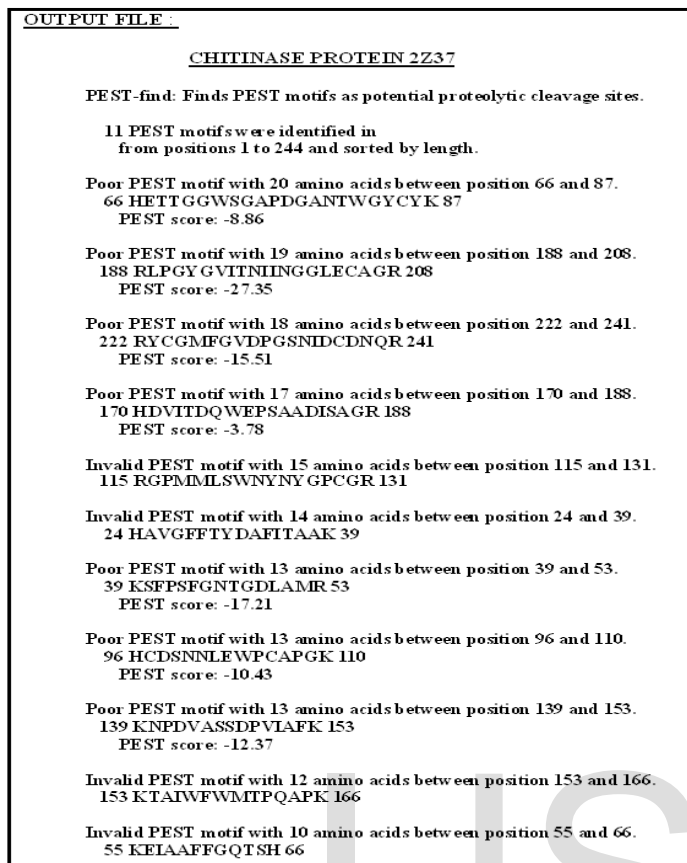 OUTPUT FILE :
CHITINASE PROTEIN 2Z37
PEST-find: Finds PEST motifs as potential proteolytic cleavage sites.
11 PEST motifs were identified in
from positions 1 to 244 and sorted by length.
Poor PEST motif with 20 amino acids between position 66 and 87.
66 HETTGGWSGAPDGANTWGYCYK 87
PEST score: -8.86
Poor PEST motif with 19 amino acids between position 188 and 208.
188 RLPGYGVITNIINGGLECAGR 208
PEST score: -27.35
Poor PEST motif with 18 amino acids between position 222 and 241.
222 RYCGMFGVDPGSNIDCDNQR 241
PEST score: -15.51
Poor PEST motif with 17 amino acids between position 170 and 188.
170 HDVITDQWEPSAADISAGR 188
PEST score: -3.78
Invalid PEST motif with 15 amino acids between position 115 and 131.
115 RGPMMLSWNYNYGPCGR 131
Invalid PEST motif with 14 amino acids between position 24 and 39.
24 HAVGFFTYDAFITAAK 39
Poor PEST motif with 13 amino acids between position 39 and 53.
39 KSFPSFGNTGDLAMR 53
PEST score: -17.21
Poor PEST motif with 13 amino acids between position 96 and 110.
96 HCDSNNLEWPCAPGK 110
PEST score: -10.43
Poor PEST motif with 13 amino acids between position 139 and 153.
139 KNPDVASSDPVIAFK 153
PEST score: -12.37
Invalid PEST motif with 12 amino acids between position 153 and 166.
153 KTAIWFWMTPQAPK 166
Invalid PEST motif with 10 amino acids between position 55 and 66.
55 KEIAAFFGQTSH 66